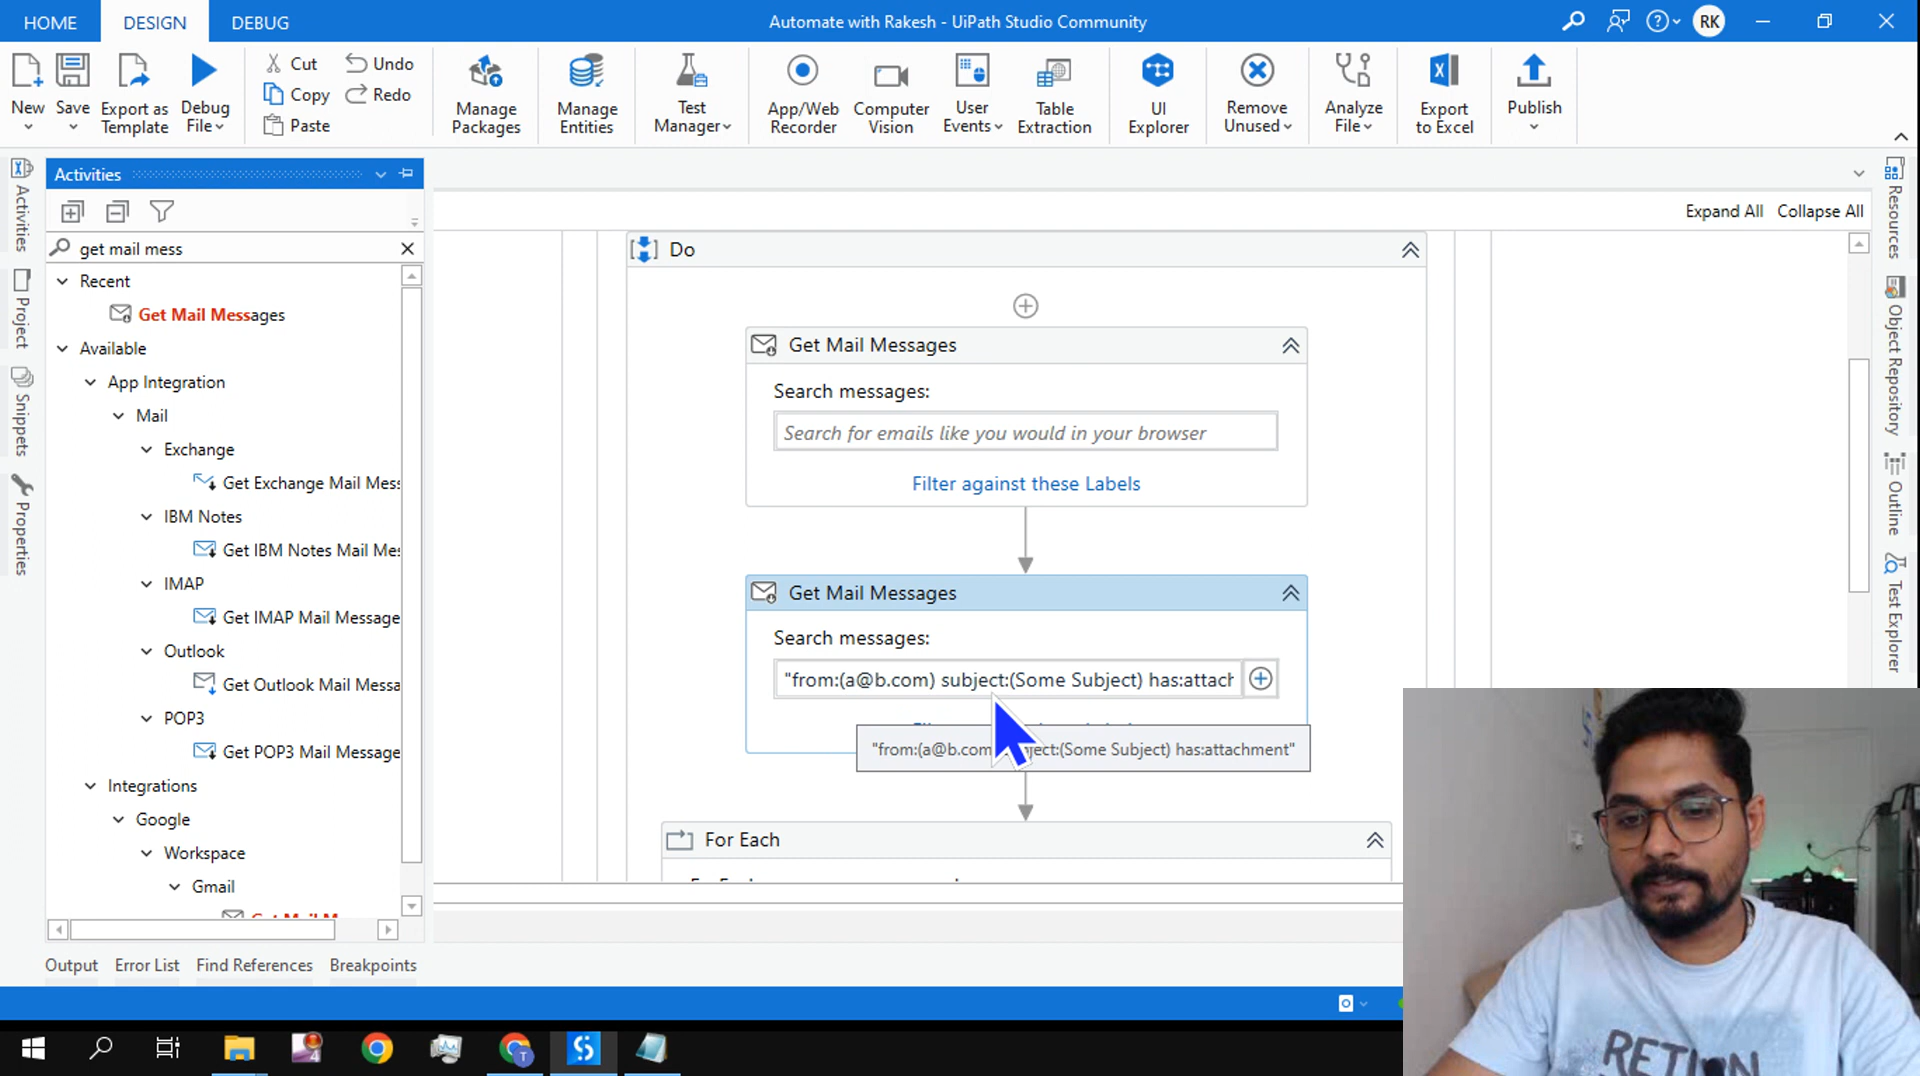 HOME DESIGN DEBUG
Automate with Rakesh - UiPath Studio Community
RK
New
Save
Export as Template
Debug File
Cut
Copy
Paste
Undo
Redo
Manage Packages
Manage Entities
Test Manager
App/Web Recorder
Computer Vision
User Events
Table Extraction
UI Explorer
Remove Unused
Analyze File
Export to Excel
Publish
Activities
Project
Snippets
Properties
Activities
get mail mess
Recent
Get Mail Messages
Available
App Integration
Mail
Exchange
Get Exchange Mail Mess
IBM Notes
Get IBM Notes Mail Mes
IMAP
Get IMAP Mail Message
Outlook
Get Outlook Mail Messa
POP3
Get POP3 Mail Message
Integrations
Google
Workspace
Gmail
Expand All Collapse All
Do
Get Mail Messages
Search messages:
Search for emails like you would in your browser
Filter against these Labels
Get Mail Messages
Search messages:
"from:(a@b.com) subject:(Some Subject) has:attach
"from:(a@b.com subject:(Some Subject) has:attachment"
For Each
Resources
Object Repository
Outline
Test Explorer
Output Error List Find References Breakpoints
4
T